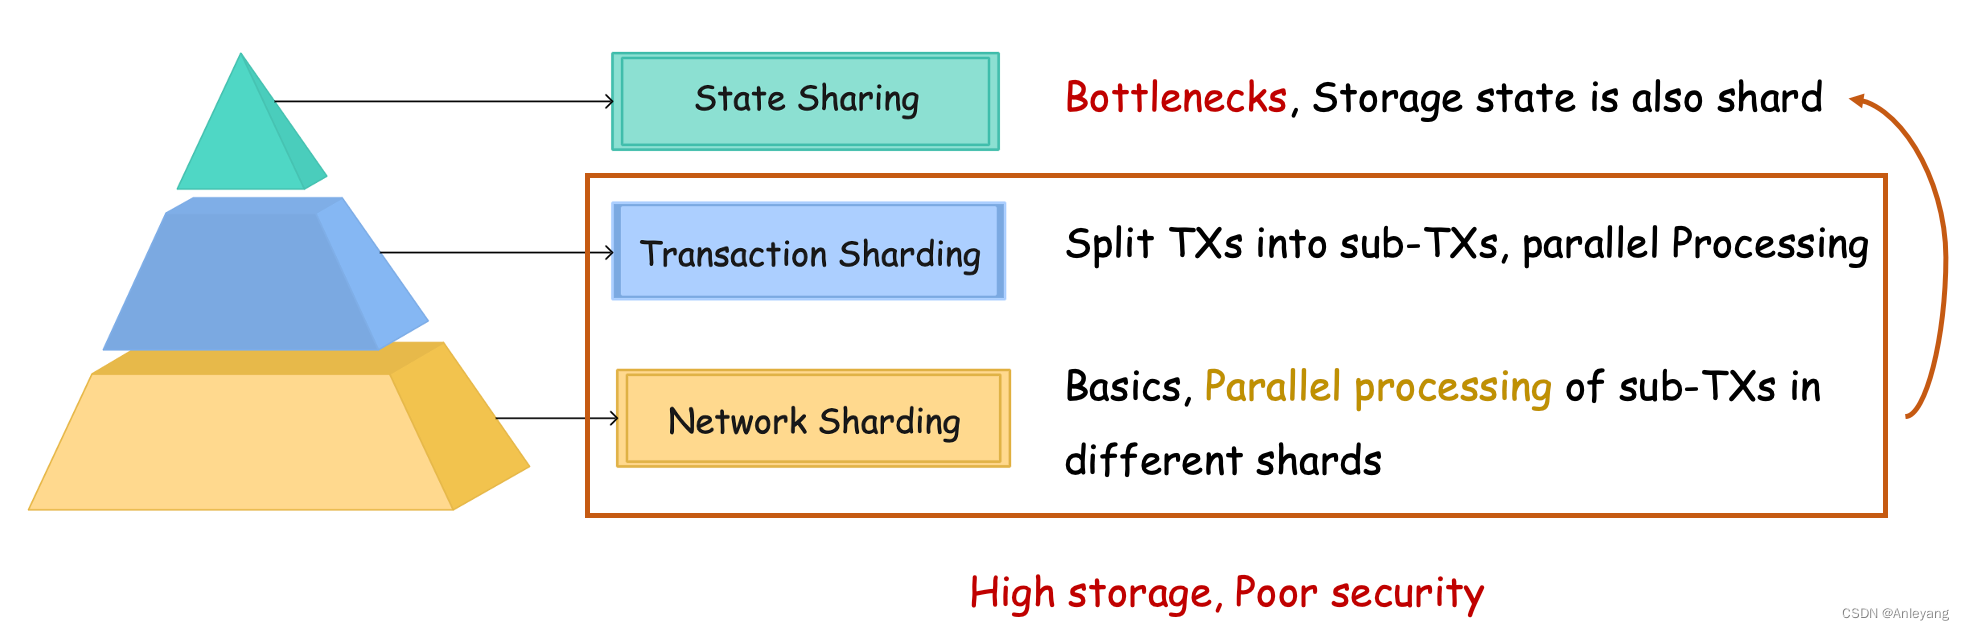 State Sharing
Bottlenecks, Storage state is also shard
Transaction Sharding
Split TXs into sub-TXs, parallel Processing
Network Sharding
Basics, Parallel processing of sub-TXs in
different shards
High storage, Poor security
CSDN @Anleyang